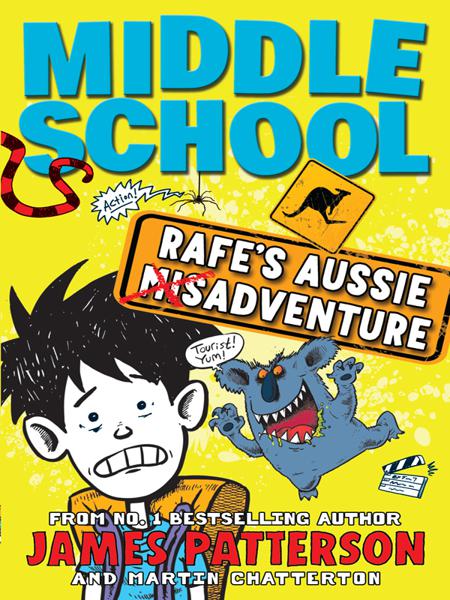 MIDDLE
SCHOOL
Action!
RAFE'S AUSSIE
MISADVENTURE
Tourist!
Yum!
FROM NO. 1 BESTSELLING AUTHOR
JAMES PATTERSON
AND MARTIN CHATTERTON